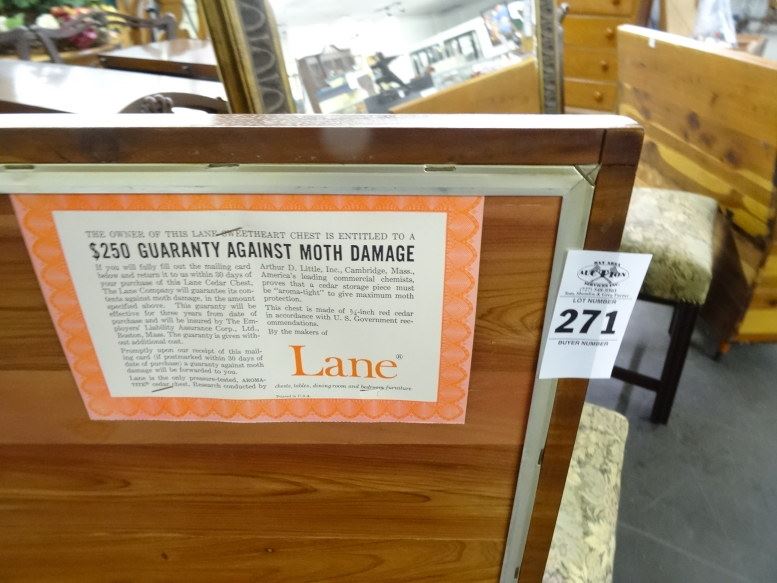 THE OWNER OF THIS LANE SWEETHEART CHEST IS ENTITLED TO A
$250 GUARANTY AGAINST MOTH DAMAGE
If you will fully fill out the mailing card
below and return it to us within 30 days of
your purchase of this Lane Cedar Chest,
The Lane Company will guarantee its con-
tents against moth damage, in the amount
specified above. This guaranty will be
effective for three years from date of
purchase and will be insured by The Em-
ployers' Liability Assurance Corp., Ltd.,
Boston, Mass. The guaranty is given with-
out additional cost.
Promptly upon our receipt of this mail-
ing card (if postmarked within 30 days of
date of purchase) a guaranty against moth
damage will be forwarded to you.
Lane is the only pressure-tested, AROMA-
TITE® cedar chest. Research conducted by
Arthur D. Little, Inc., Cambridge, Mass.,
America's leading commercial chemists,
proves that a cedar storage piece must
be "aroma-tight" to give maximum moth
protection.
This chest is made of ¾-inch red cedar
in accordance with U. S. Government rec-
ommendations.
By the makers of
Lane®
chests, tables, dining room and bedroom furniture
Printed in U.S.A.
BAY AREA
AUCTION
SERVICES INC.
LOT NUMBER
271
BUYER NUMBER